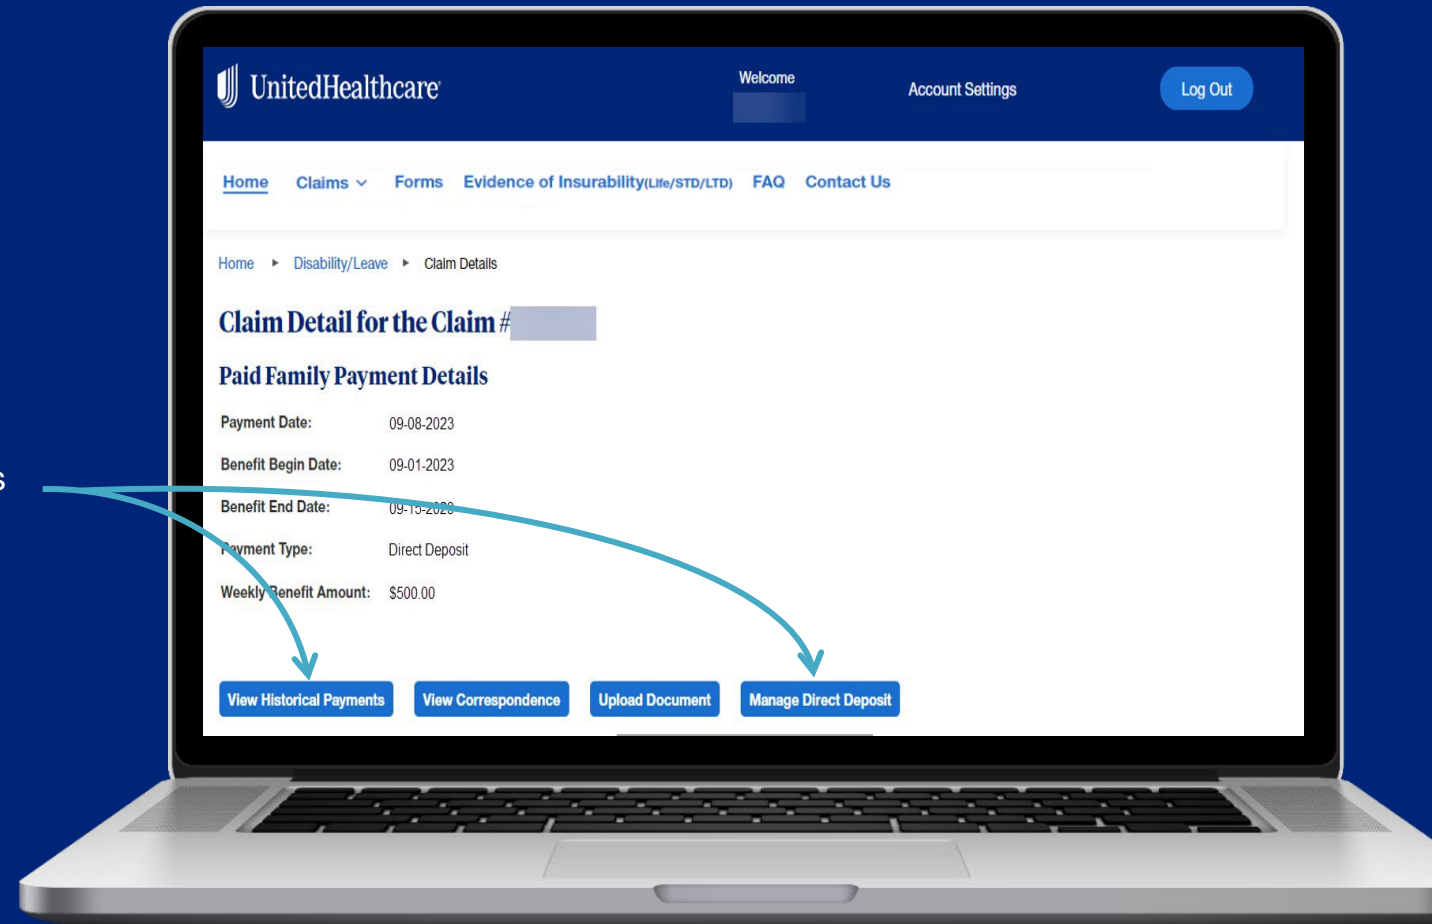 UnitedHealthcare®
Welcome
Account Settings
Log Out
Home Claims Forms Evidence of Insurability(Life/STD/LTD) FAQ Contact Us
Home ▸ Disability/Leave ▸ Claim Details
Claim Detail for the Claim #
Paid Family Payment Details
Payment Date: 09-08-2023
Benefit Begin Date: 09-01-2023
s
Benefit End Date: 09-15-2023
Payment Type: Direct Deposit
Weekly Benefit Amount: $500.00
View Historical Payments View Correspondence Upload Document Manage Direct Deposit